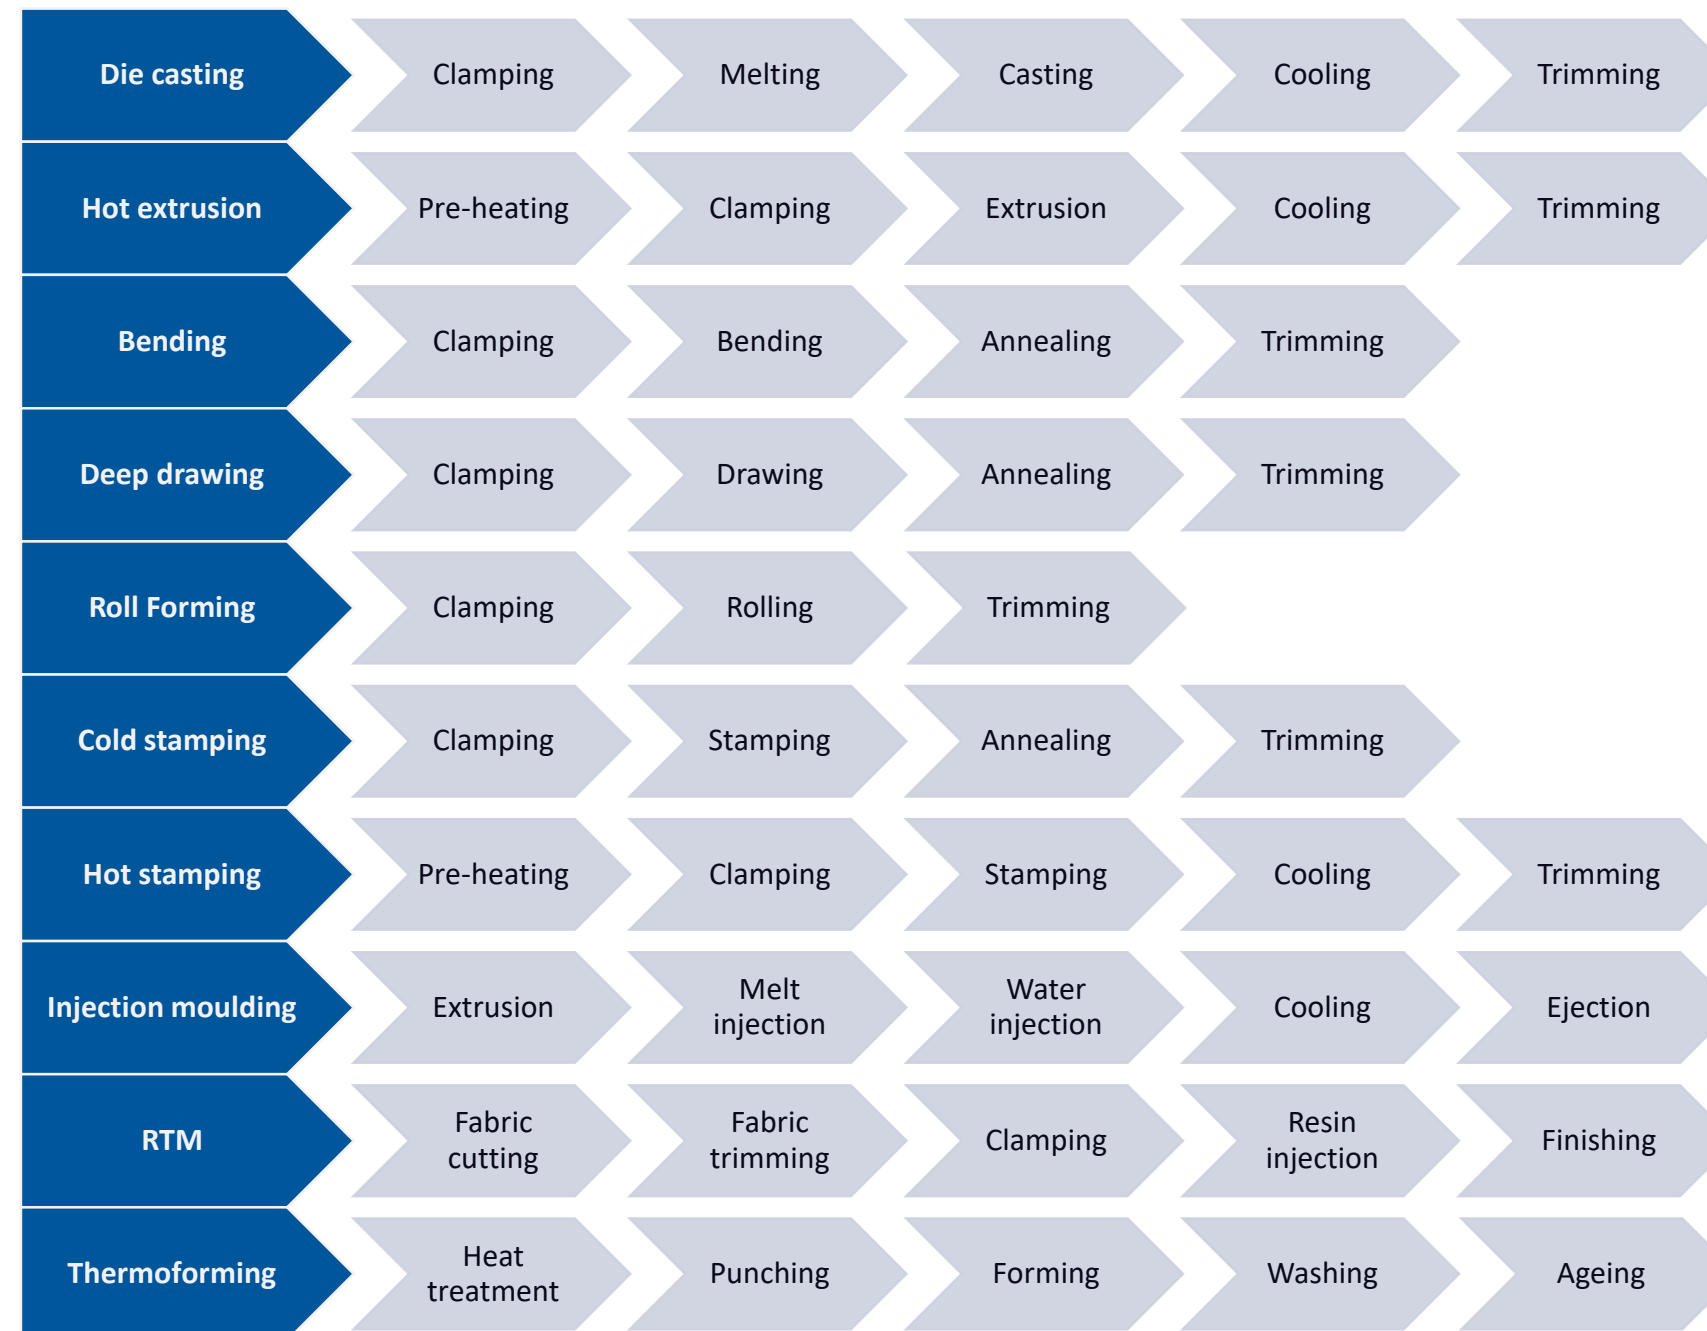 Die casting
Clamping
Melting
Casting
Cooling
Trimming
Hot extrusion
Pre-heating
Clamping
Extrusion
Cooling
Trimming
Bending
Clamping
Bending
Annealing
Trimming
Deep drawing
Clamping
Drawing
Annealing
Trimming
Roll Forming
Clamping
Rolling
Trimming
Cold stamping
Clamping
Stamping
Annealing
Trimming
Hot stamping
Pre-heating
Clamping
Stamping
Cooling
Trimming
Injection moulding
Extrusion
Melt
injection
Water
injection
Cooling
Ejection
RTM
Fabric
cutting
Fabric
trimming
Clamping
Resin
injection
Finishing
Thermoforming
Heat
treatment
Punching
Forming
Washing
Ageing